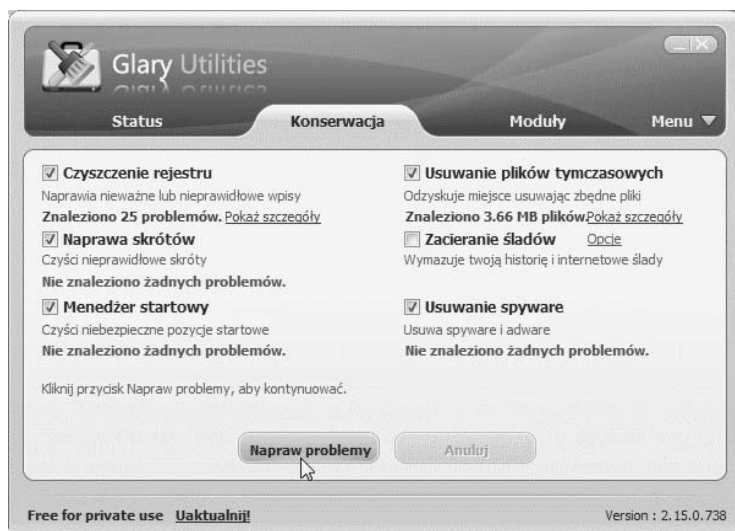 Glary Utilities
Status Konserwacja Moduły Menu
Czyszczenie rejestru
Naprawia nieważne lub nieprawidłowe wpisy
Znaleziono 25 problemów. Pokaż szczegóły
Naprawa skrótów
Czyści nieprawidłowe skróty
Nie znaleziono żadnych problemów.
Menedżer startowy
Czyści niebezpieczne pozycje startowe
Nie znaleziono żadnych problemów.
Usuwanie plików tymczasowych
Odzyskuje miejsce usuwając zbędne pliki
Znaleziono 3.66 MB plików.Pokaż szczegóły
Zacieranie śladów Opcje
Wymazuje twoją historię i internetowe ślady
Usuwanie spyware
Usuwa spyware i adware
Nie znaleziono żadnych problemów.
Kliknij przycisk Napraw problemy, aby kontynuować.
Napraw problemy Anuluj
Free for private use Uaktualnij! Version : 2.15.0.738